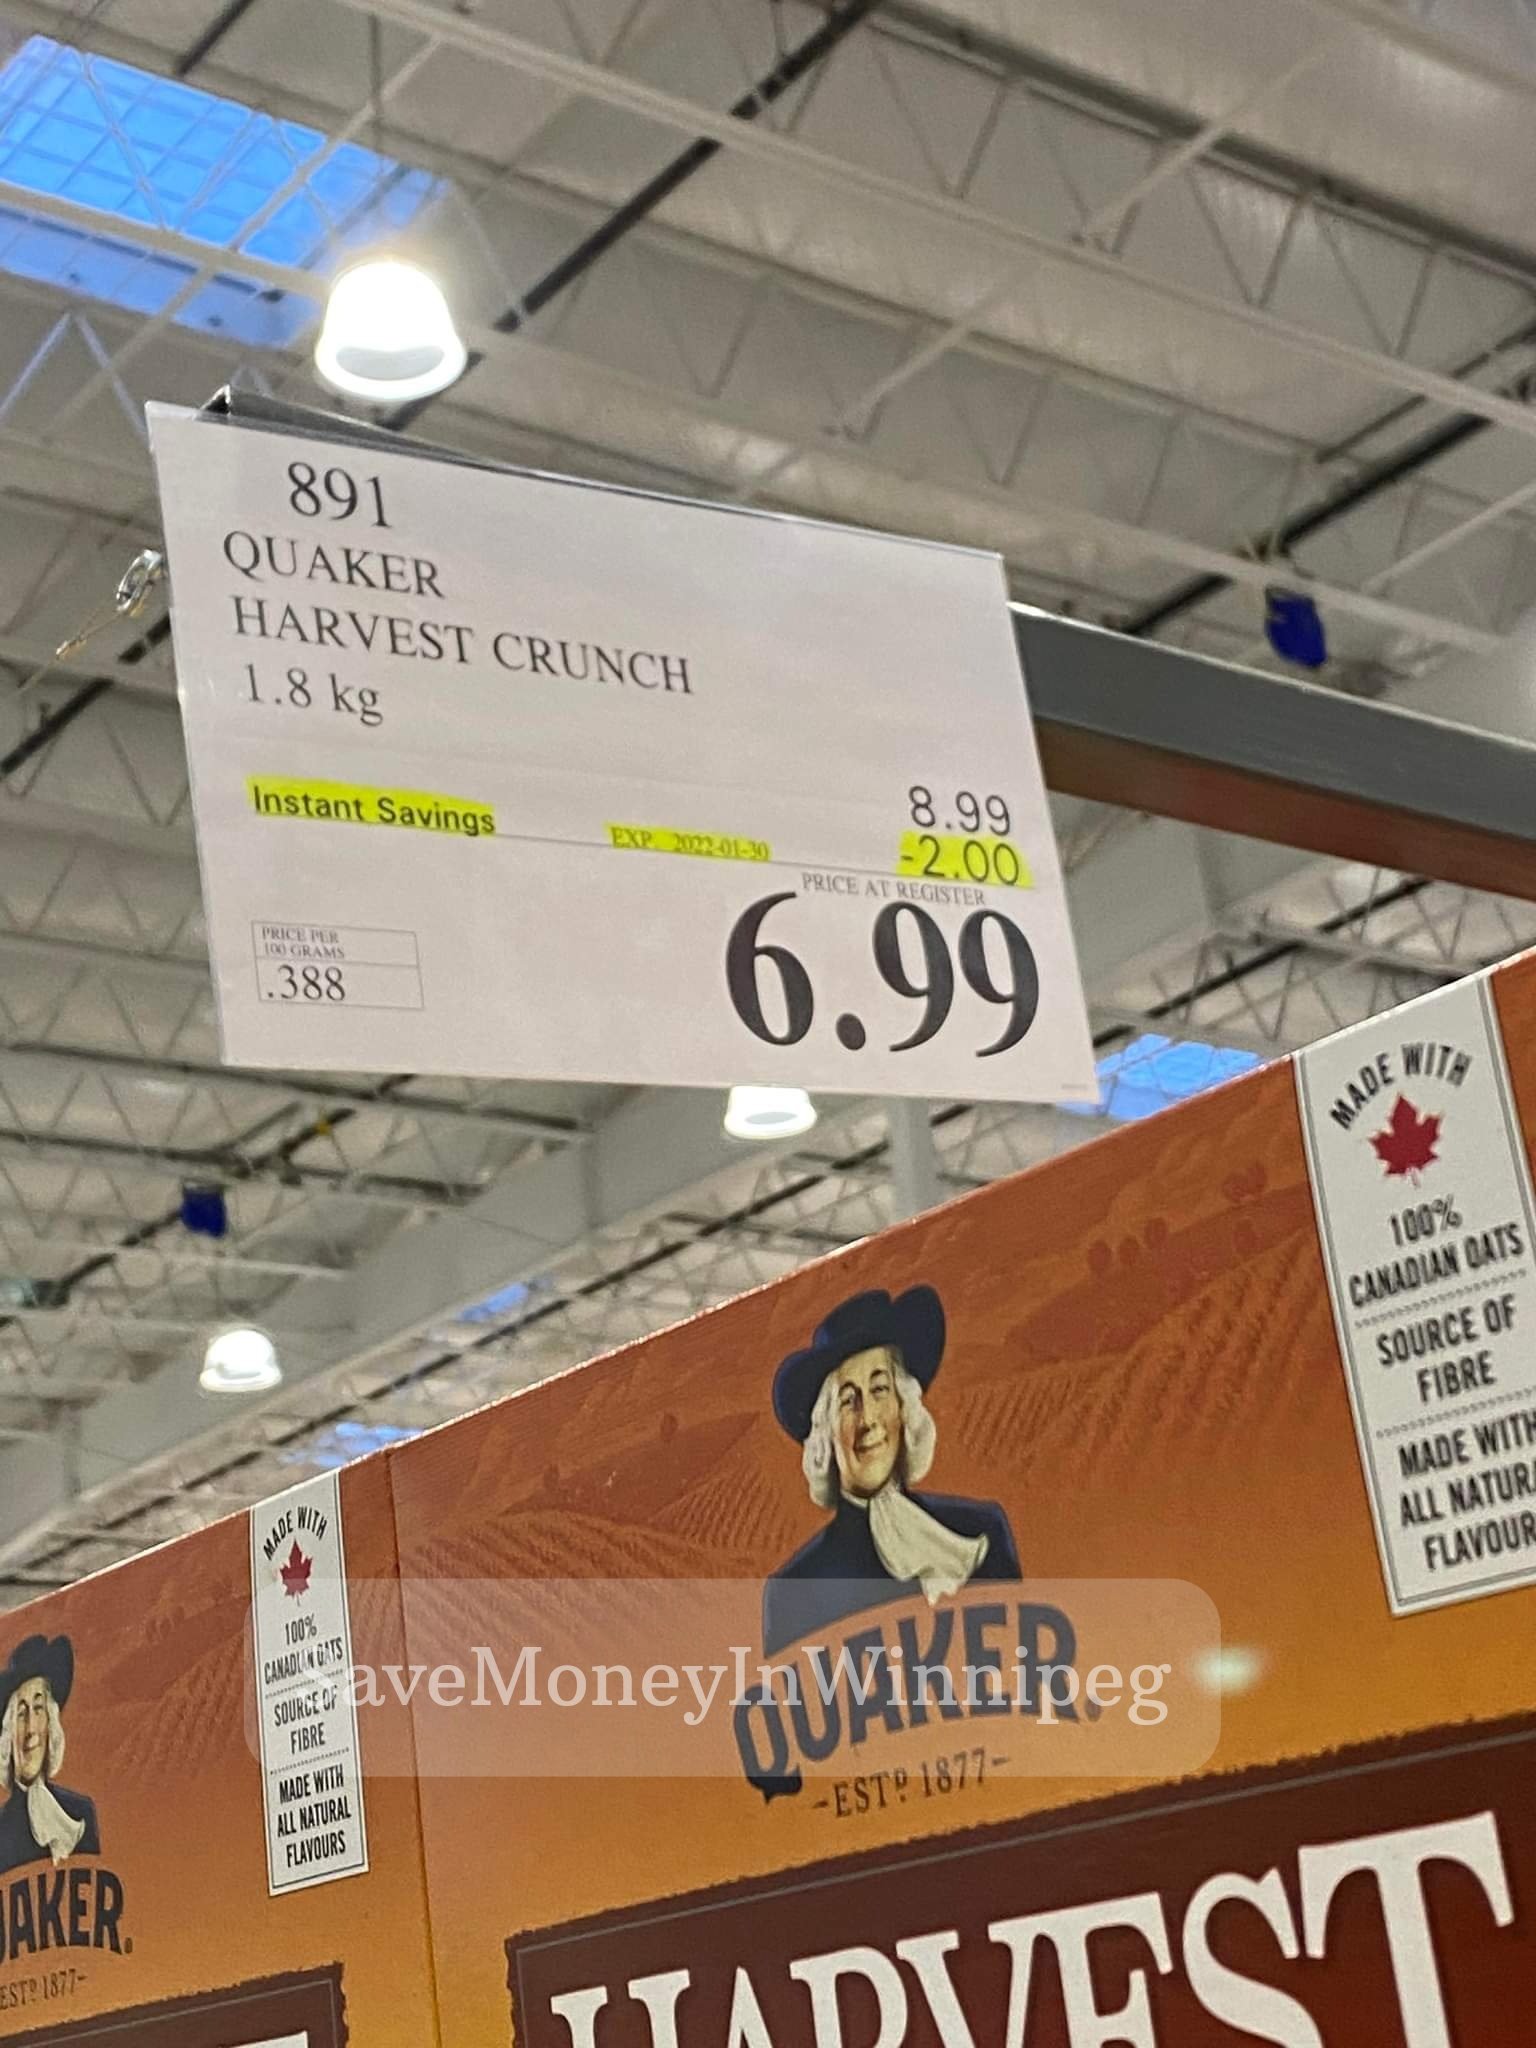 891
QUAKER
HARVEST CRUNCH
1.8 kg
Instant Savings EXP. 2022-01-30 8.99
-2.00
PRICE AT REGISTER
6.99
PRICE PER
100 GRAMS
.388
MADE WITH
100%
CANADIAN OATS
SOURCE OF
FIBRE
MADE WITH
ALL NATURAL
FLAVOURS
QUAKER.
ESTD 1877-
MADE WITH
100%
CANADIAN OATS
SOURCE OF
FIBRE
MADE WITH
ALL NATURA
FLAVOUR
QUAKER.
-ESTD 1877-
SaveMoneyInWinnipeg
HARVEST